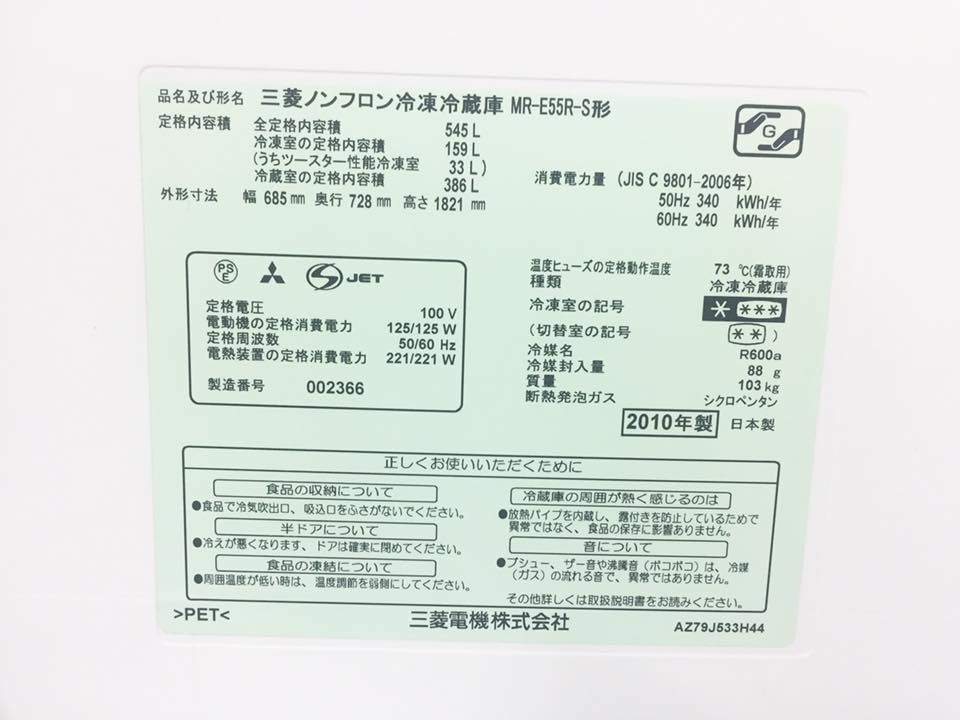 品名及び形名 三菱ノンフロン冷凍冷蔵庫 MR-E55R-S形
定格内容積 全定格内容積 545 L
冷凍室の定格内容積 159 L
(うちツースター性能冷凍室 33 L)
冷蔵室の定格内容積 386 L
外形寸法 幅 685 mm 奥行 728 mm 高さ 1821 mm
G
消費電力量 (JIS C 9801-2006年)
50Hz 340 kWh/年
60Hz 340 kWh/年
PSE JET
定格電圧 100 V
電動機の定格消費電力 125/125 W
定格周波数 50/60 Hz
電熱装置の定格消費電力 221/221 W
製造番号 002366
温度ヒューズの定格動作温度 73 ℃(霜取用)
種類 冷凍冷蔵庫
冷凍室の記号 * ***
(切替室の記号 ** )
冷媒名 R600a
冷媒封入量 88 g
質量 103 kg
断熱発泡ガス シクロペンタン
2010年製 日本製
正しくお使いいただくために
食品の収納について
●食品で冷気吹出口、吸込口をふさがないでください。
半ドアについて
●冷えが悪くなります、ドアは確実に閉めてください。
食品の凍結について
●周囲温度が低い時は、温度調節を弱側にしてください。
冷蔵庫の周囲が熱く感じるのは
●放熱パイプを内蔵し、露付きを防止しているためで
異常ではなく、食品の保存に影響ありません。
音について
●プシュー、ザー音や沸騰音（ポコポコ）は、冷媒
（ガス）の流れる音で、異常ではありません。
その他詳しくは取扱説明書をお読みください。
>PET< 三菱電機株式会社 AZ79J533H44